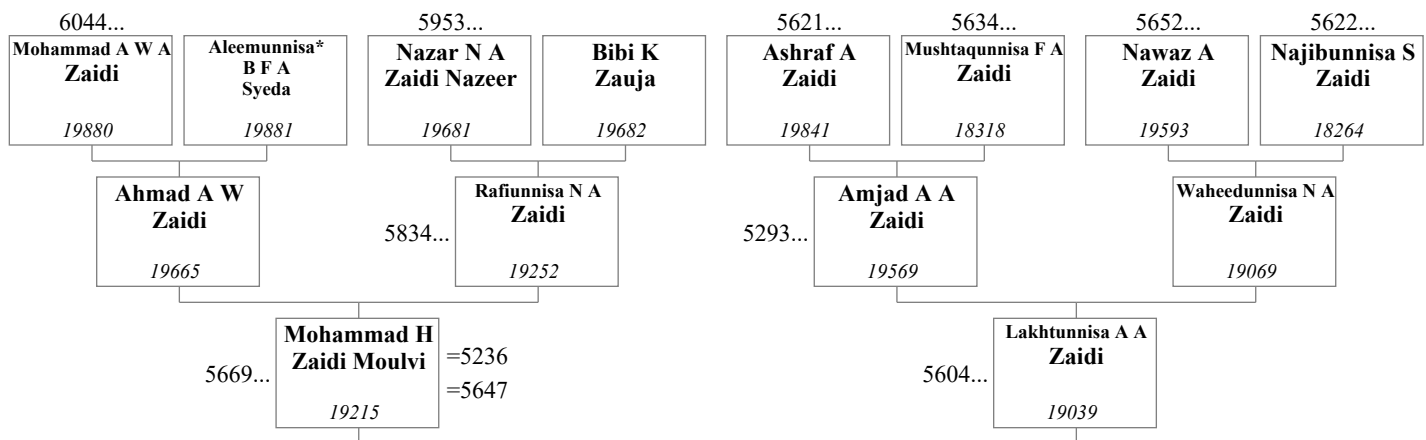 6044... 5953... 5621... 5634... 5652... 5622...
Mohammad A W A
Zaidi
19880
Aleemunnisa*
B F A
Syeda
19881
Nazar N A
Zaidi Nazeer
19681
Bibi K
Zauja
19682
Ashraf A
Zaidi
19841
Mushtaqunnisa F A
Zaidi
18318
Nawaz A
Zaidi
19593
Najibunnisa S
Zaidi
18264
Ahmad A W
Zaidi
19665
5834...
Rafiunnisa N A
Zaidi
19252
5293...
Amjad A A
Zaidi
19569
Waheedunnisa N A
Zaidi
19069
5669...
Mohammad H
Zaidi Moulvi
19215
=5236
=5647
5604...
Lakhtunnisa A A
Zaidi
19039